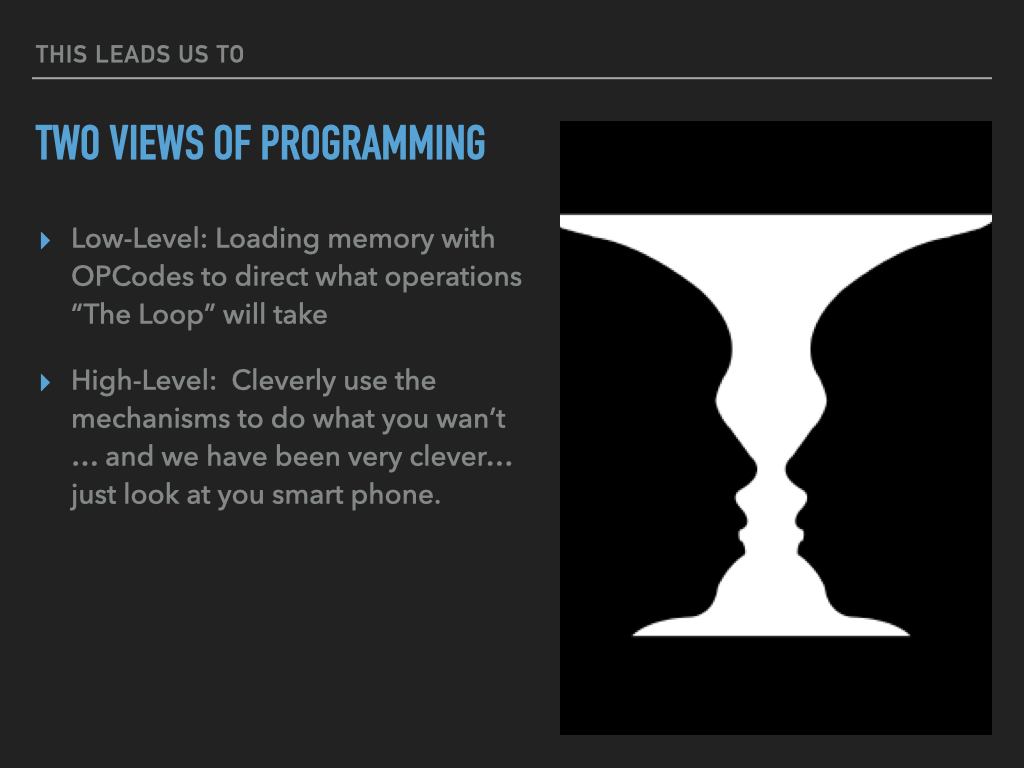 THIS LEADS US TO
TWO VIEWS OF PROGRAMMING
Low-Level: Loading memory with
OPCodes to direct what operations
“The Loop” will take
High-Level:  Cleverly use the
mechanisms to do what you wan’t
… and we have been very clever…
just look at you smart phone.